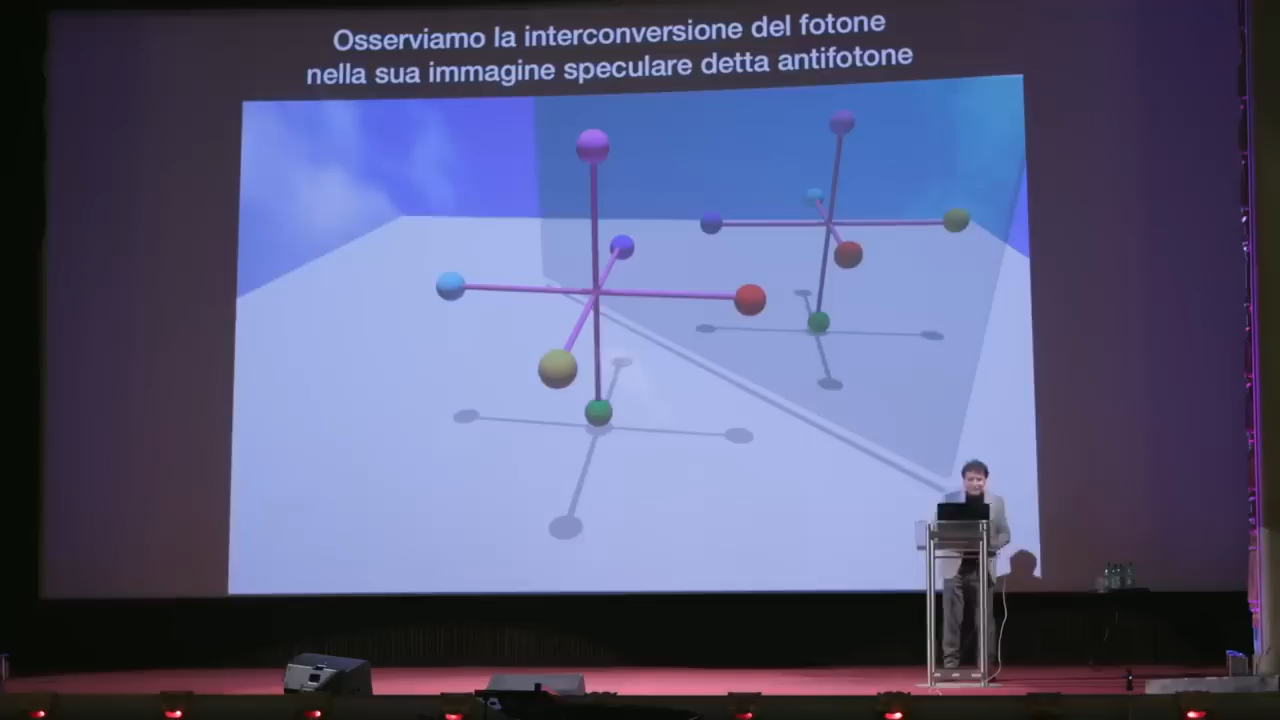 Osserviamo la interconversione del fotone
nella sua immagine speculare detta antifotone